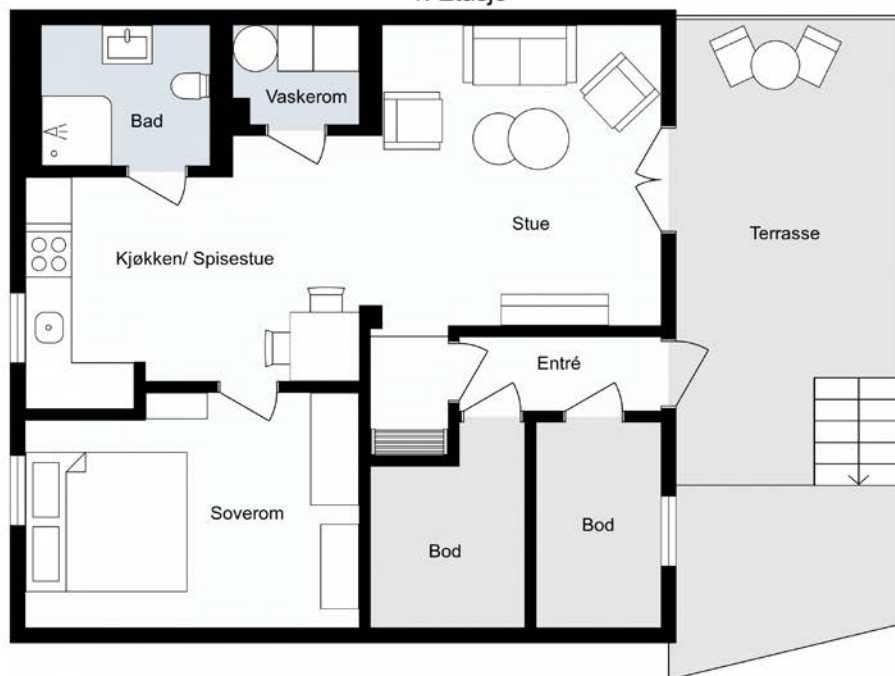 Bad
Vaskerom
Stue
Terrasse
Kjøkken/ Spisestue
Entré
Soverom
Bod
Bod